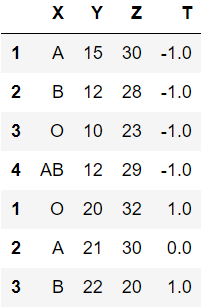 X Y Z T
1 A 15 30 -1.0
2 B 12 28 -1.0
3 O 10 23 -1.0
4 AB 12 29 -1.0
1 O 20 32 1.0
2 A 21 30 0.0
3 B 22 20 1.0